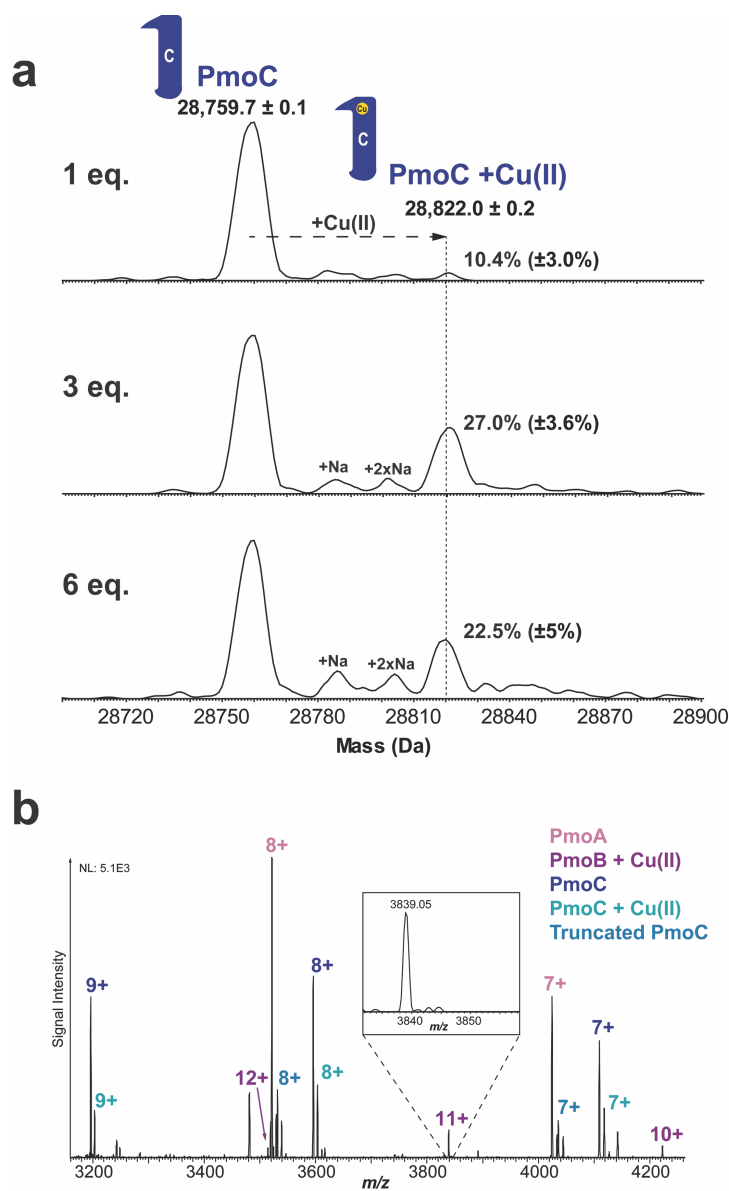 a
C
PmoC
28,759.7 ± 0.1
Cu
C
1 eq.
PmoC +Cu(II)
28,822.0 ± 0.2
+Cu(II)
10.4% (±3.0%)
3 eq.
27.0% (±3.6%)
+Na
+2xNa
6 eq.
22.5% (±5%)
+Na
+2xNa
28720 28750 28780 28810 28840 28870 28900
Mass (Da)
b
PmoA
PmoB + Cu(II)
PmoC
PmoC + Cu(II)
Truncated PmoC
NL: 5.1E3
Signal Intensity
8+
3839.05
9+
8+
7+
7+
12+
8+
8+
9+
11+
7+
7+
10+
3840 3850
m/z
3200 3400 3600 3800 4000 4200
m/z